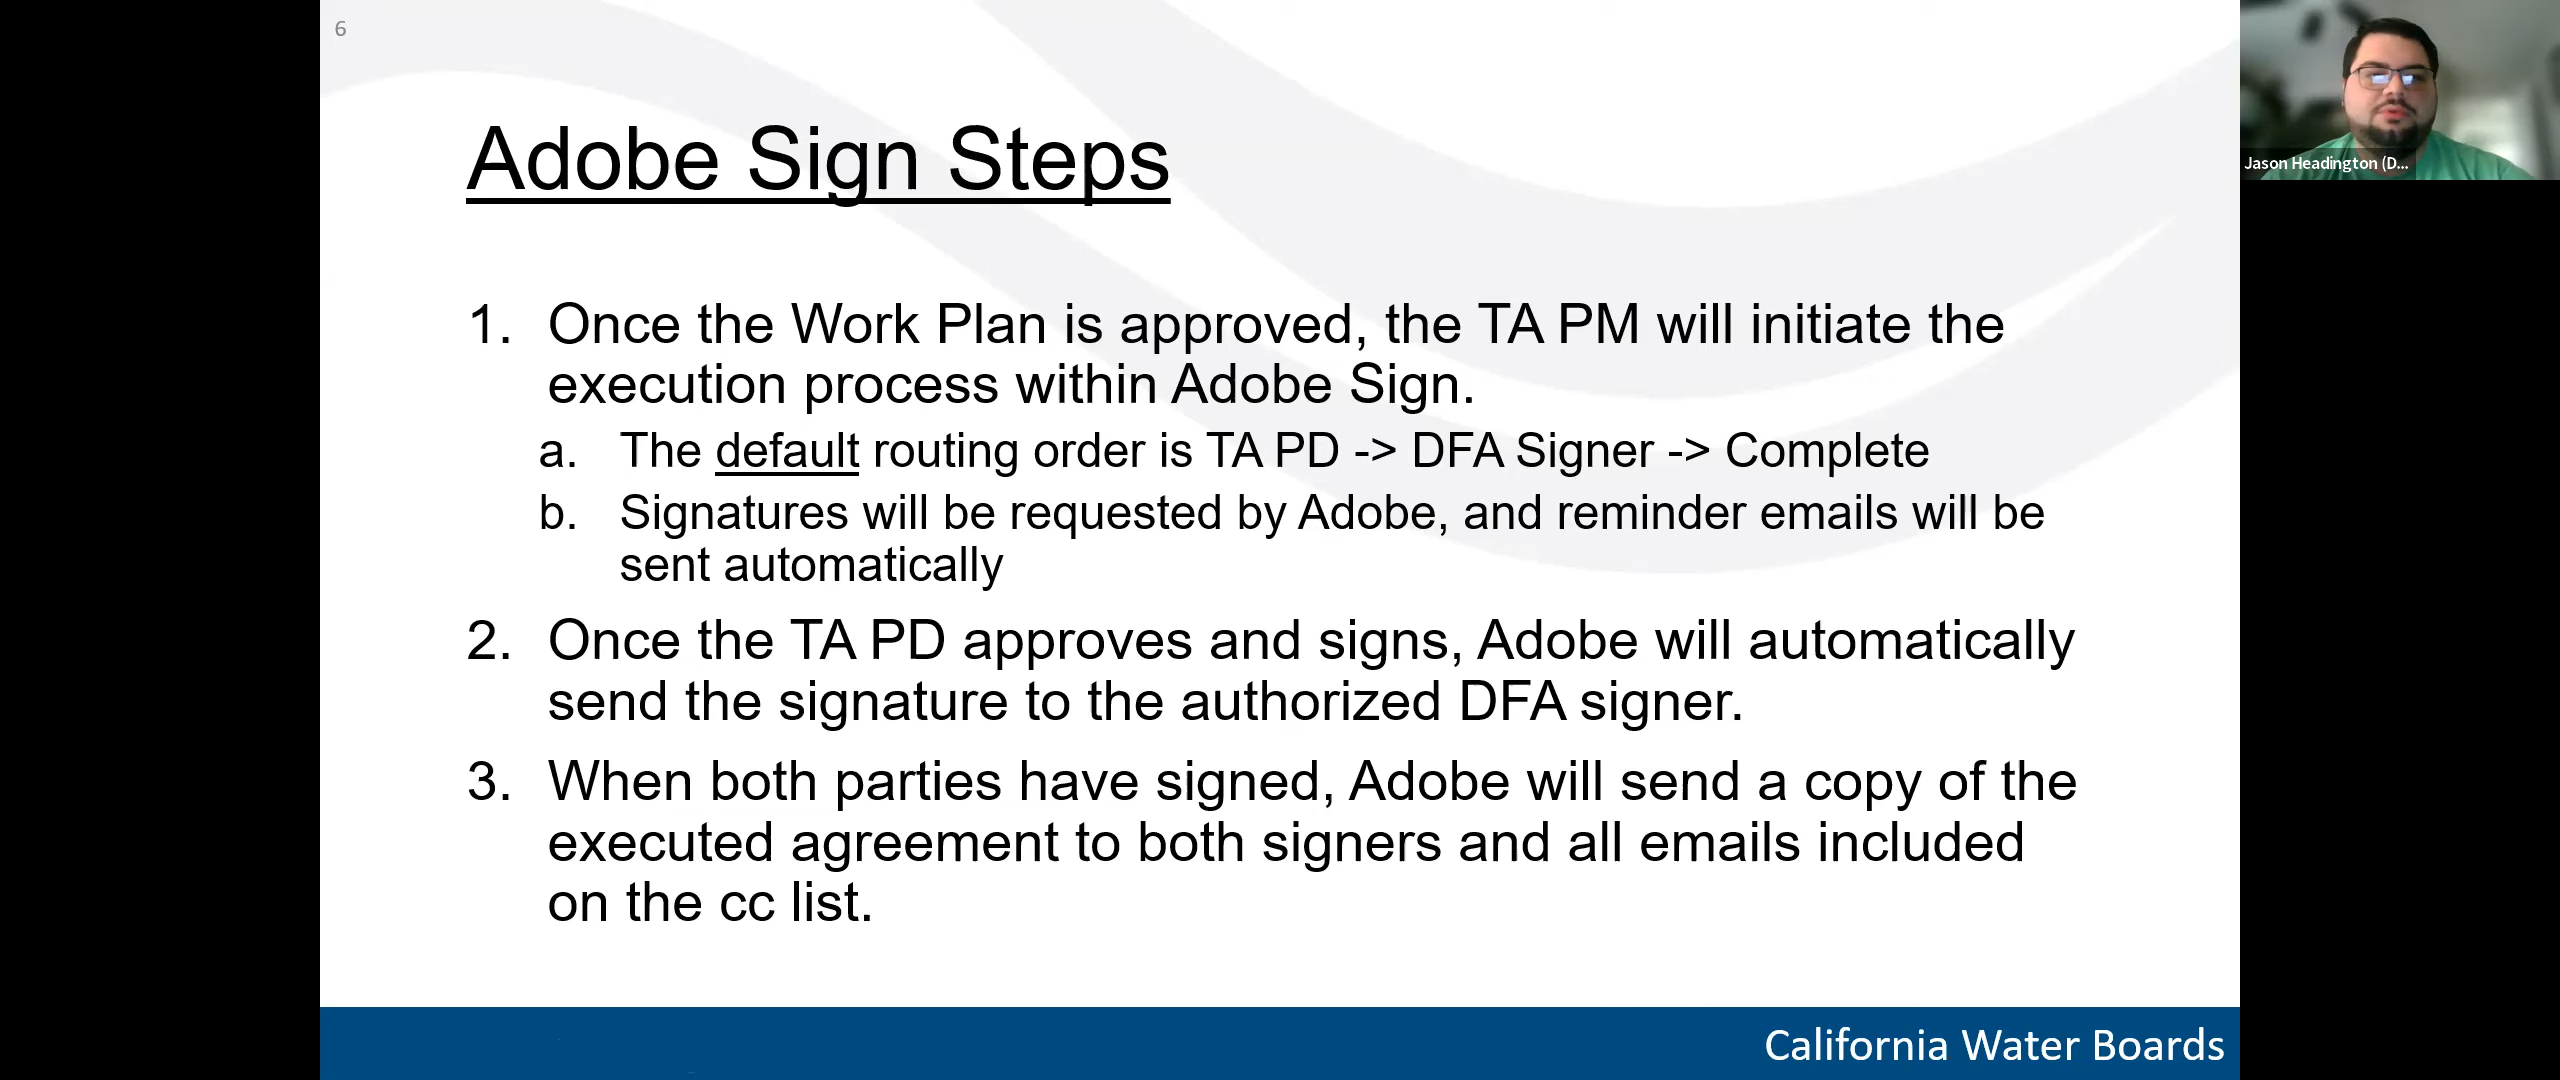 6
Adobe Sign Steps
1. Once the Work Plan is approved, the TA PM will initiate the
execution process within Adobe Sign.
a. The default routing order is TA PD -> DFA Signer -> Complete
b. Signatures will be requested by Adobe, and reminder emails will be
sent automatically
2. Once the TA PD approves and signs, Adobe will automatically
send the signature to the authorized DFA signer.
3. When both parties have signed, Adobe will send a copy of the
executed agreement to both signers and all emails included
on the cc list.
California Water Boards
Jason Headington (D...